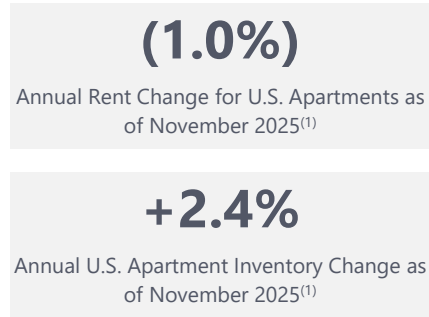 (1.0%)
Annual Rent Change for U.S. Apartments as
of November 2025(1)
+2.4%
Annual U.S. Apartment Inventory Change as
of November 2025(1)